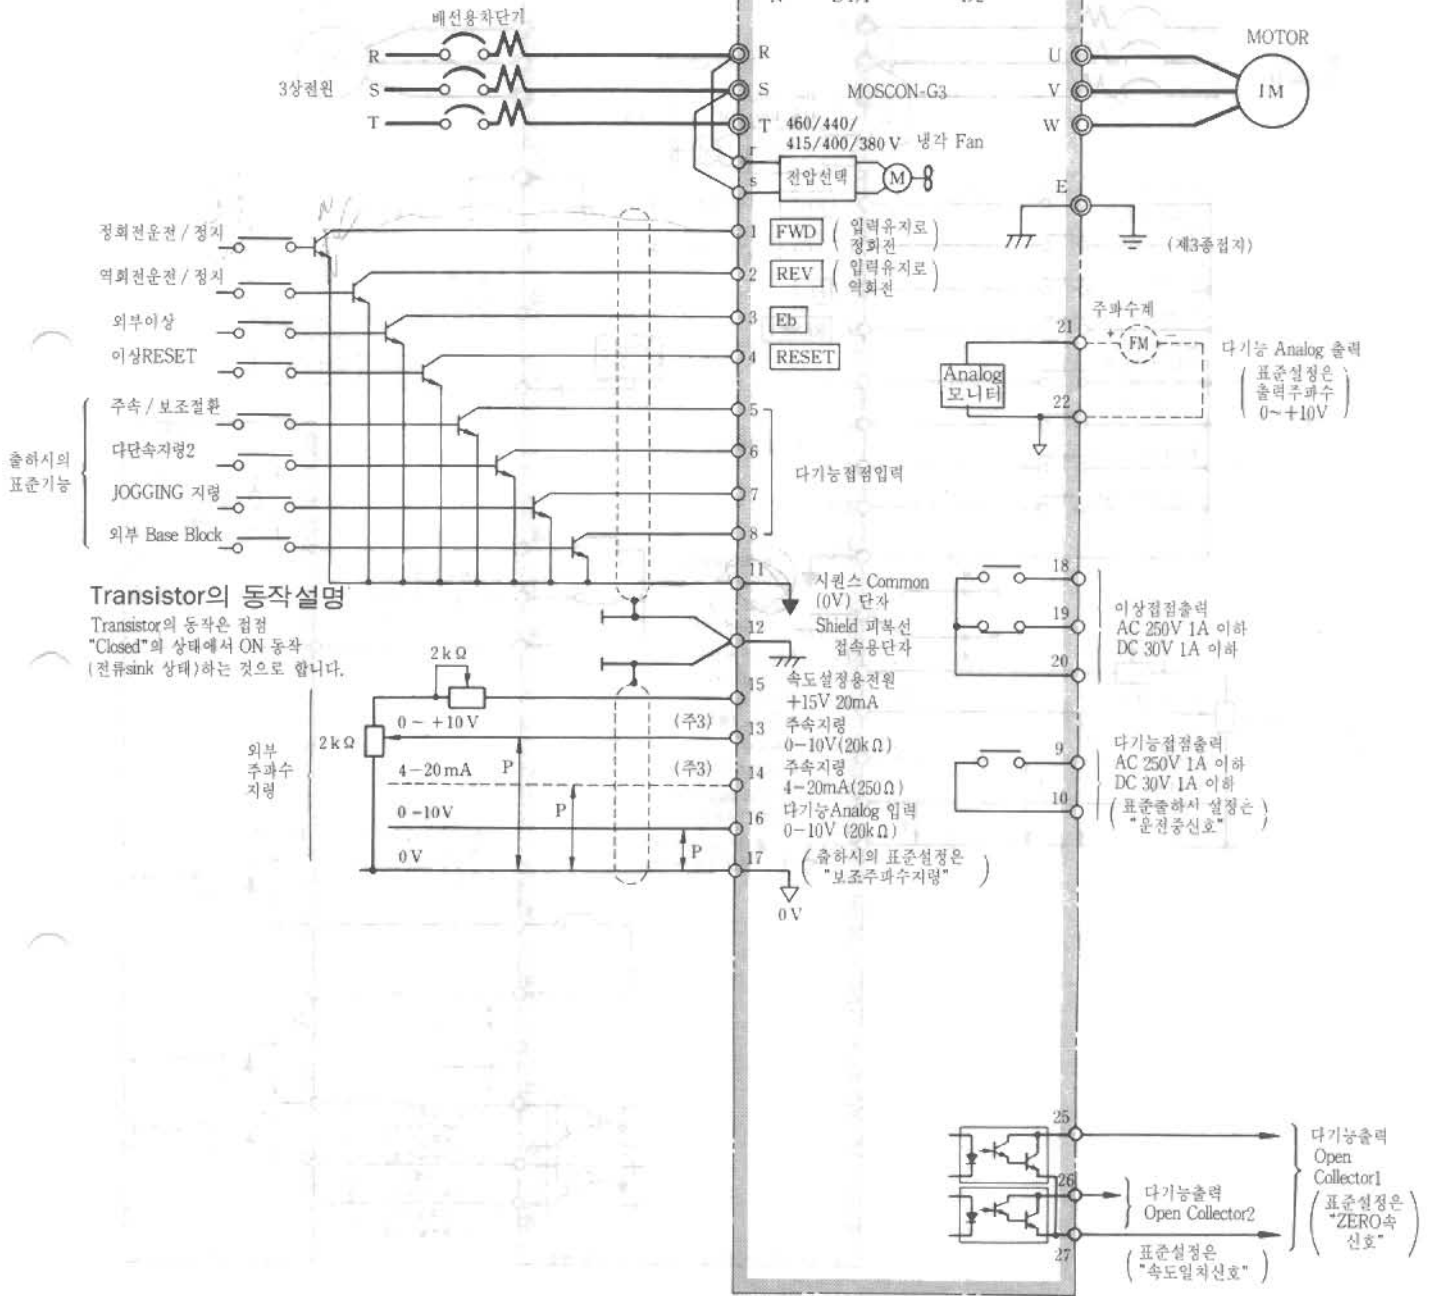 배선용차단기
R
3상전원 S
T
R
S
T
r
s
MOSCON-G3
460/440/
415/400/380 V 냉각 Fan
전압선택
M
U
V
W
MOTOR
IM
E
(제3종접지)
정회전운전 / 정지
역회전운전 / 정지
외부이상
이상RESET
주속 / 보조절환
다단속지령2
JOGGING 지령
외부 Base Block
출하시의
표준기능
1 FWD ( 입력유지로
정회전 )
2 REV ( 입력유지로
역회전 )
3 Eb
4 RESET
5
6
7
8
다기능접점입력
11
시퀀스 Common
(0V) 단자
12
Shield 피복선
접속용단자
Transistor의 동작설명
Transistor의 동작은 접점
"Closed"의 상태에서 ON 동작
(전류sink 상태)하는 것으로 합니다.
외부
주파수
지령
2kΩ
2kΩ
0 ~ +10V (주3)
4-20mA P (주3)
0-10V P
0V P
15
속도설정용전원
+15V 20mA
13
주속지령
0-10V(20kΩ)
14
주속지령
4-20mA(250Ω)
16
다기능Analog 입력
0-10V (20kΩ)
17
( 출하시의 표준설정은
"보조주파수지령" )
0V
주파수계
21
+ FM -
Analog
모니터
22
다기능 Analog 출력
( 표준설정은
출력주파수
0~+10V )
18
19
20
이상접점출력
AC 250V 1A 이하
DC 30V 1A 이하
9
10
다기능접점출력
AC 250V 1A 이하
DC 30V 1A 이하
( 표준출하시 설정은
"운전중신호" )
25
26
27
다기능출력
Open
Collector1
( 표준설정은
"ZERO속
신호" )
다기능출력
Open Collector2
( 표준설정은
"속도일치신호" )